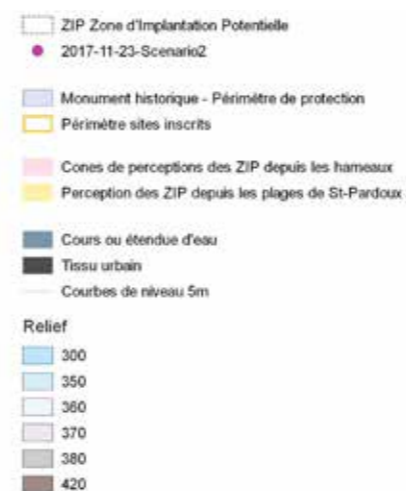 ZIP Zone d'Implantation Potentielle
2017-11-23-Scenario2
Monument historique - Périmètre de protection
Périmètre sites inscrits
Cones de perceptions des ZIP depuis les hameaux
Perception des ZIP depuis les plages de St-Pardoux
Cours ou étendue d'eau
Tissu urbain
Courbes de niveau 5m
Relief
300
350
360
370
380
420